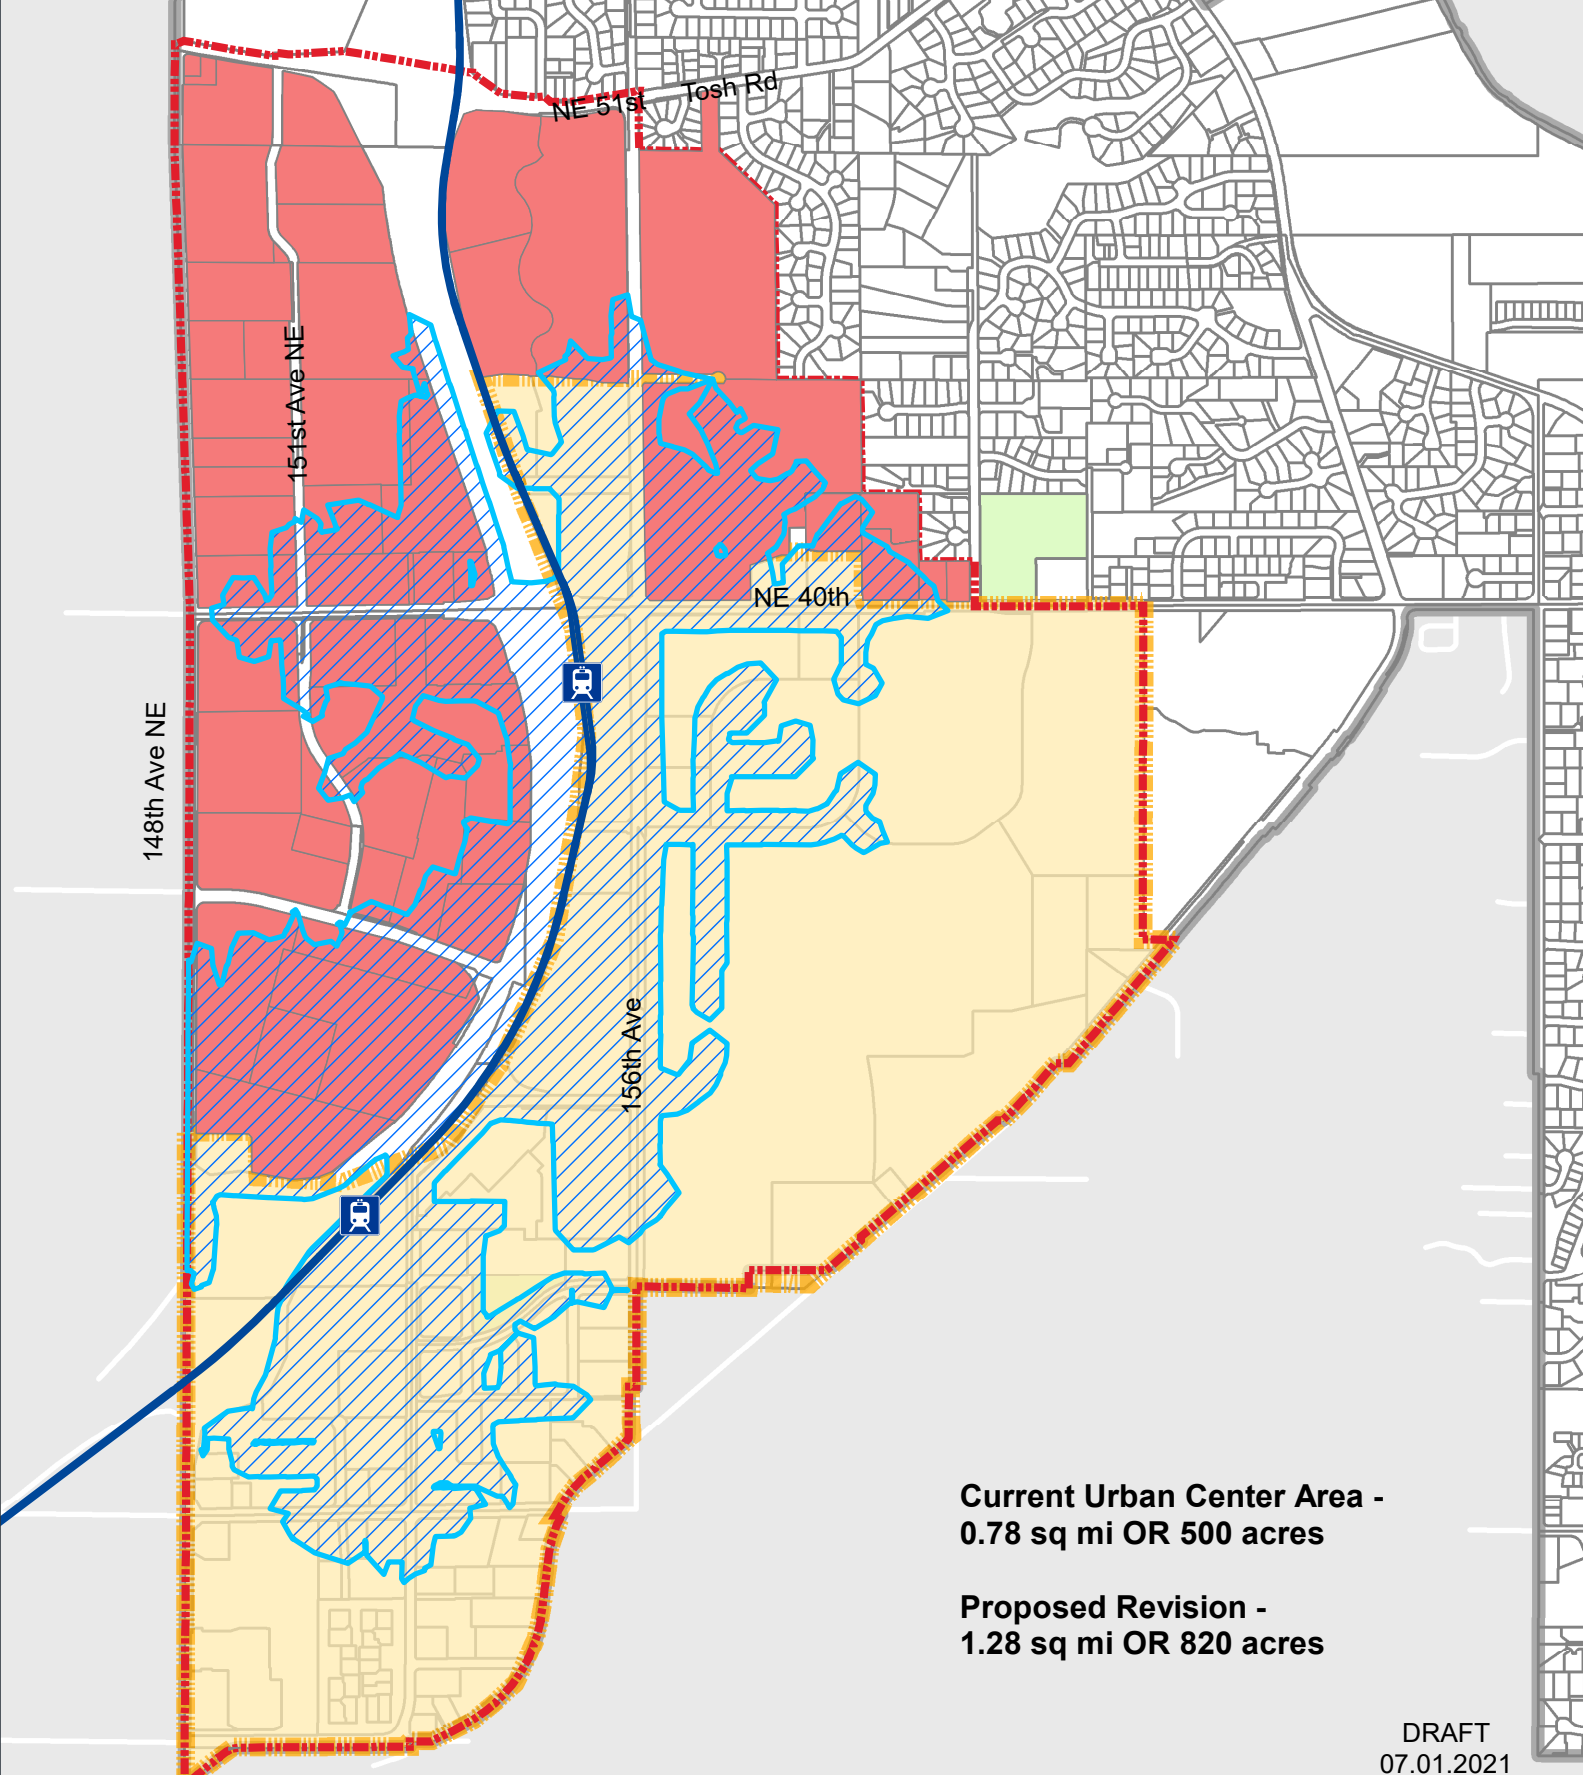 Tosh Rd
NE 51st
151st Ave NE
NE 40th
148th Ave NE
156th Ave
Current Urban Center Area -
0.78 sq mi OR 500 acres
Proposed Revision -
1.28 sq mi OR 820 acres
DRAFT
07.01.2021